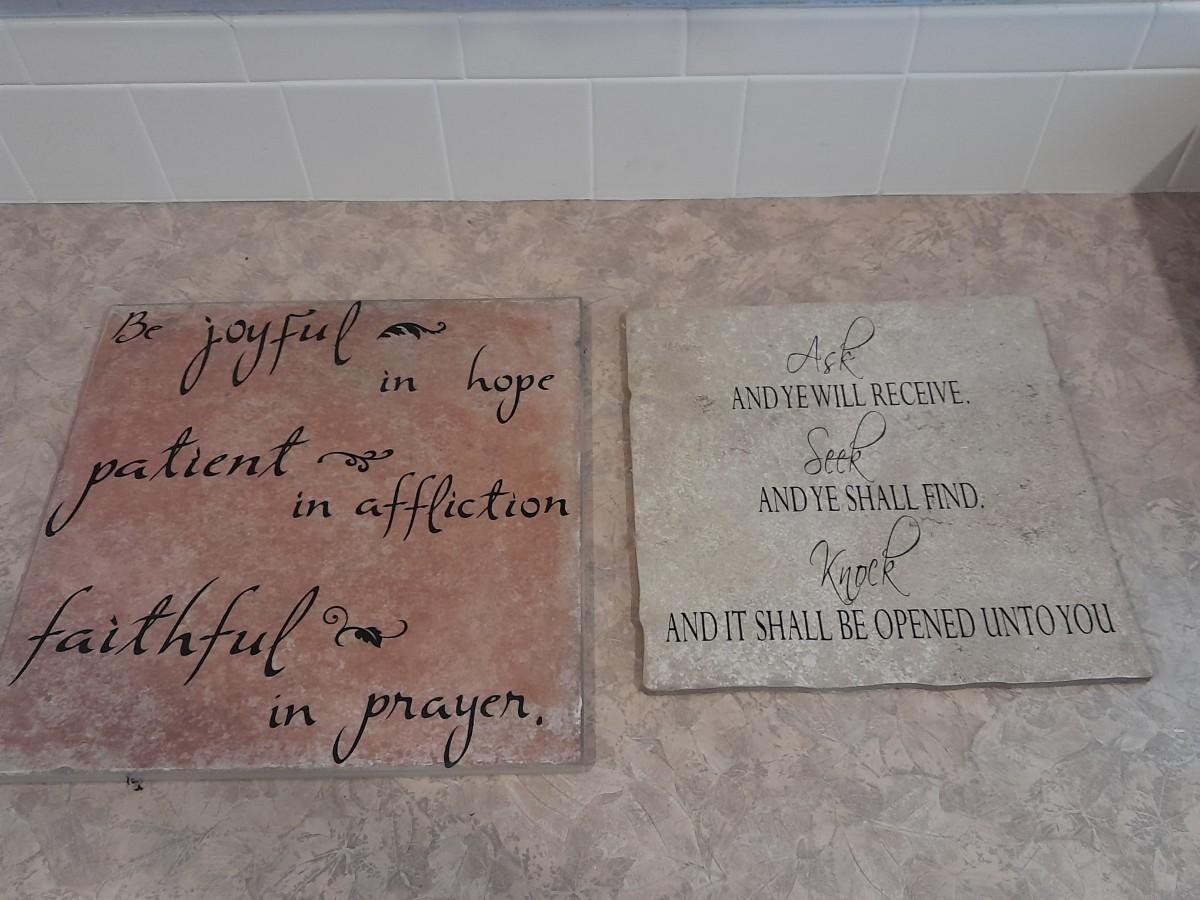 Be joyful
in hope
patient
in affliction
faithful
in prayer.
Ask
AND YE WILL RECEIVE.
Seek
AND YE SHALL FIND.
Knock
AND IT SHALL BE OPENED UNTO YOU